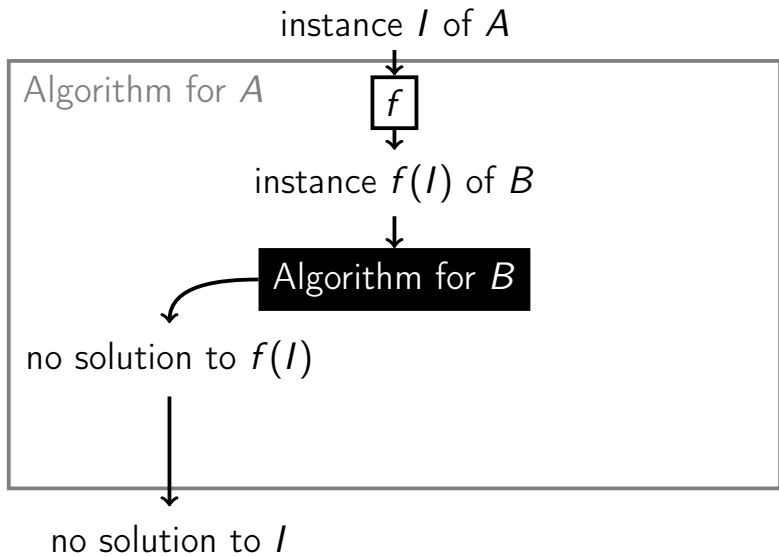 instance I of A
Algorithm for A
f
instance f(I) of B
Algorithm for B
no solution to f(I)
no solution to I